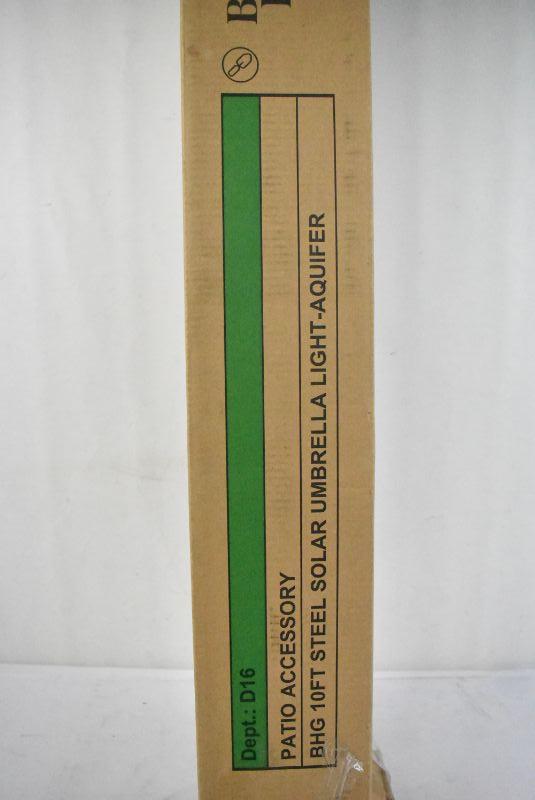 Dept.: D16
PATIO ACCESSORY
BHG 10FT STEEL SOLAR UMBRELLA LIGHT-AQUIFER